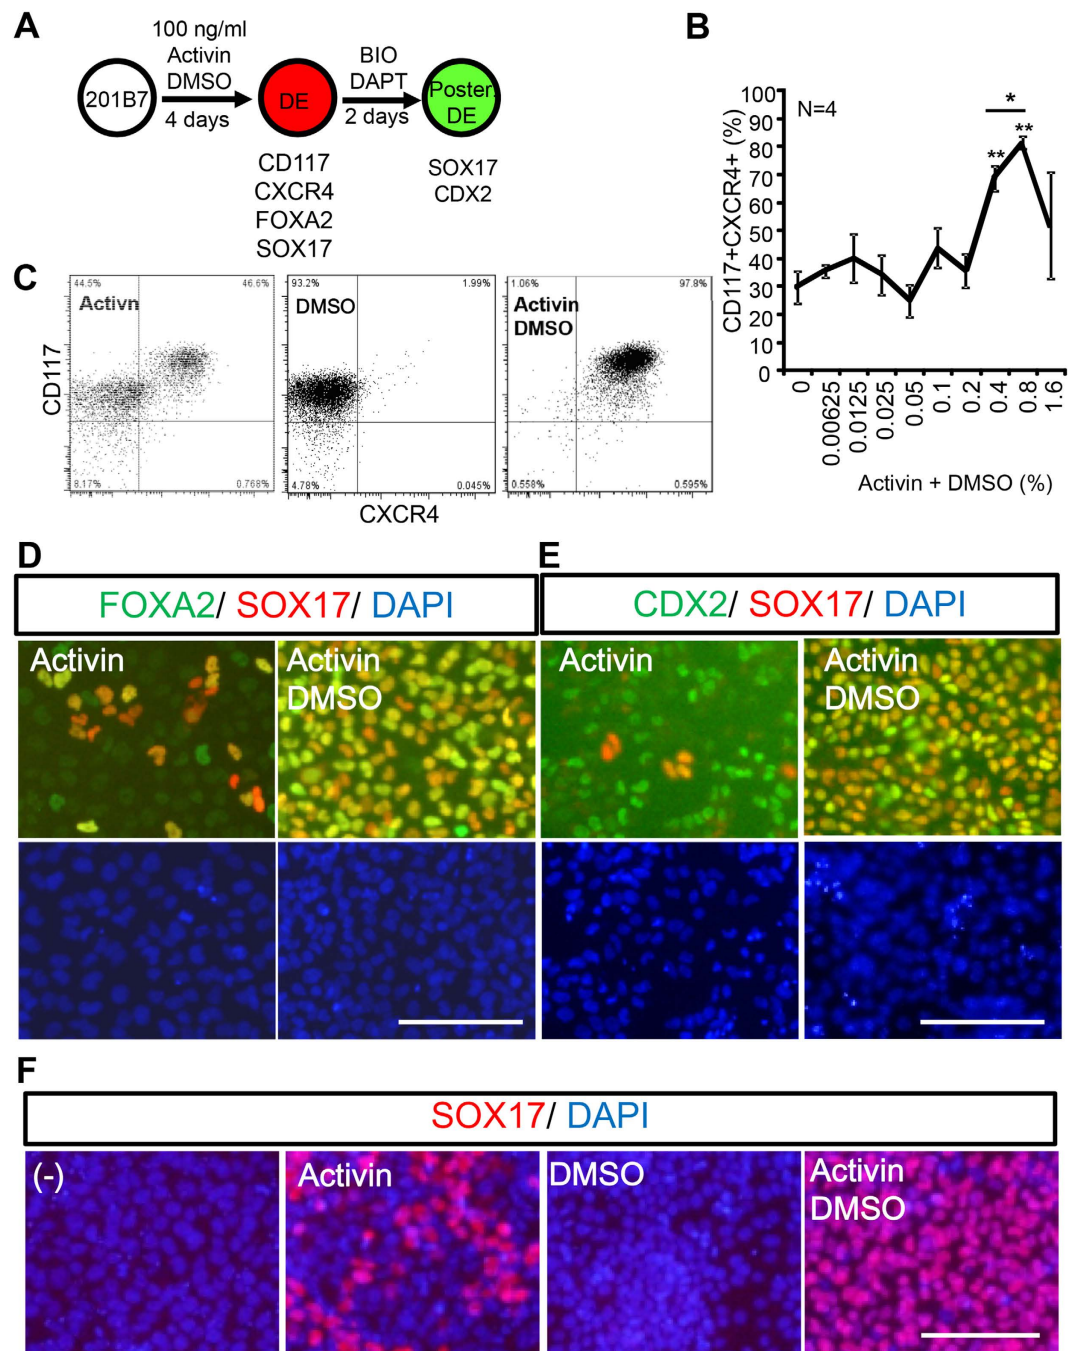 A
100 ng/ml
Activin
DMSO
4 days
201B7
DE
BIO
DAPT
2 days
Poster.
DE
CD117
CXCR4
FOXA2
SOX17
SOX17
CDX2
B
N=4
*
**
**
CD117+CXCR4+ (%)
100
90
80
70
60
50
40
30
20
10
0
0
0.00625
0.0125
0.025
0.05
0.1
0.2
0.4
0.8
1.6
Activin + DMSO (%)
C
CD117
44.5%
46.6%
Activn
8.17%
0.768%
93.2%
1.99%
DMSO
4.78%
0.045%
1.06%
97.8%
Activin
DMSO
0.558%
0.595%
CXCR4
D
FOXA2/ SOX17/ DAPI
Activin
Activin
DMSO
E
CDX2/ SOX17/ DAPI
Activin
Activin
DMSO
F
SOX17/ DAPI
(-)
Activin
DMSO
Activin
DMSO